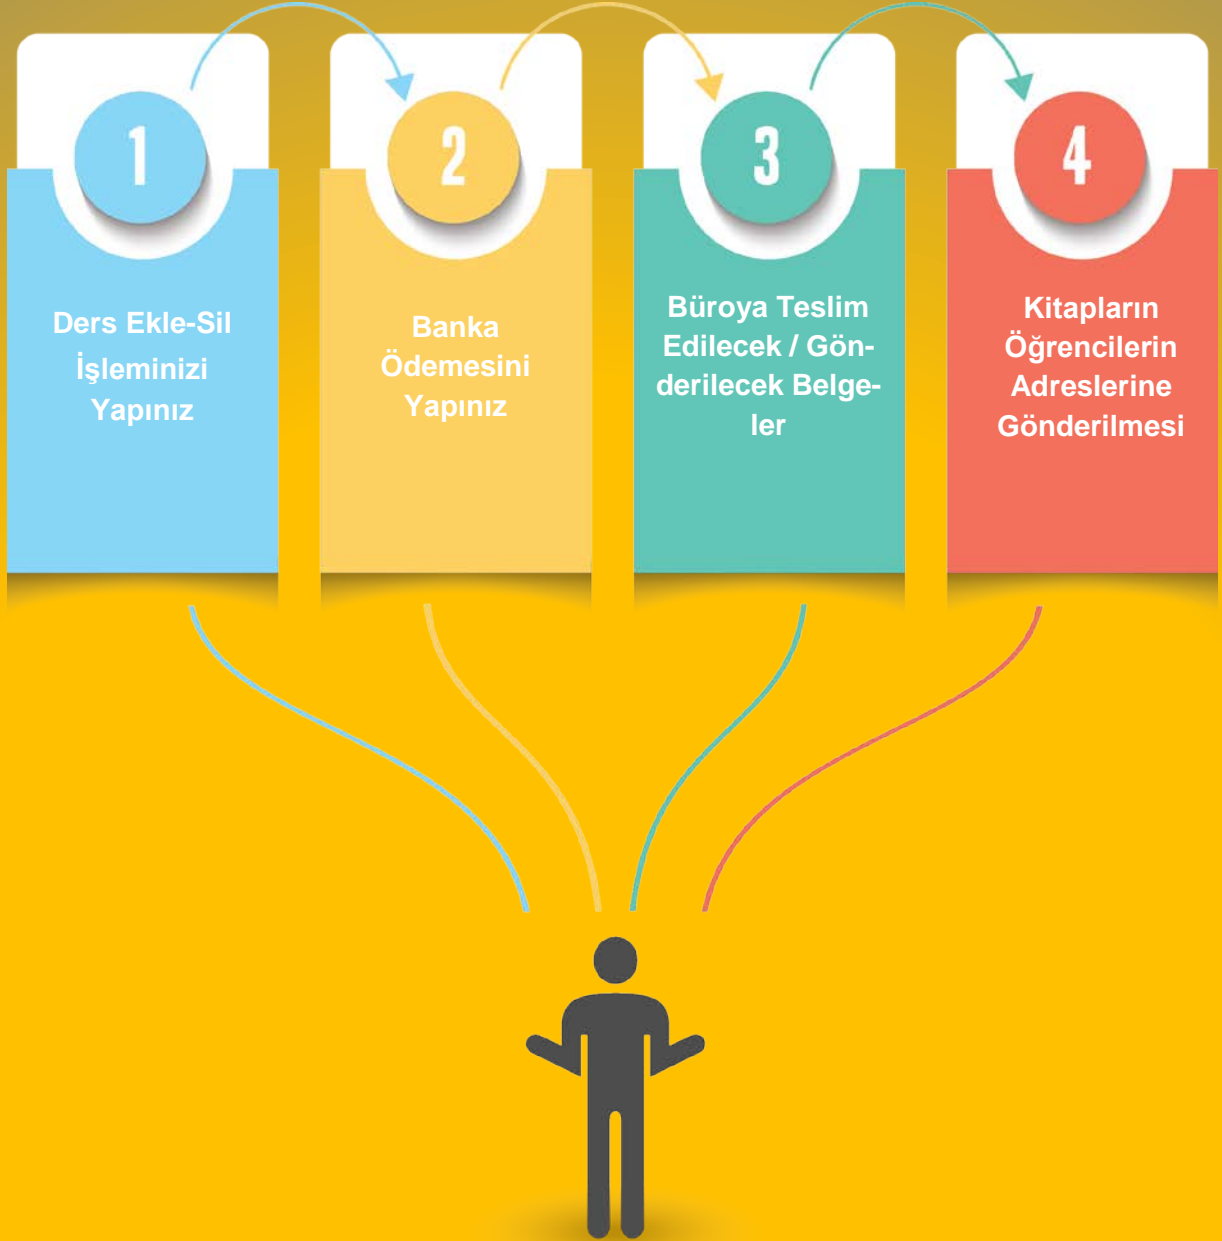 1
Ders Ekle-Sil
İşleminizi
Yapınız
2
Banka
Ödemesini
Yapınız
3
Büroya Teslim
Edilecek / Gön-
derilecek Belge-
ler
4
Kitapların
Öğrencilerin
Adreslerine
Gönderilmesi